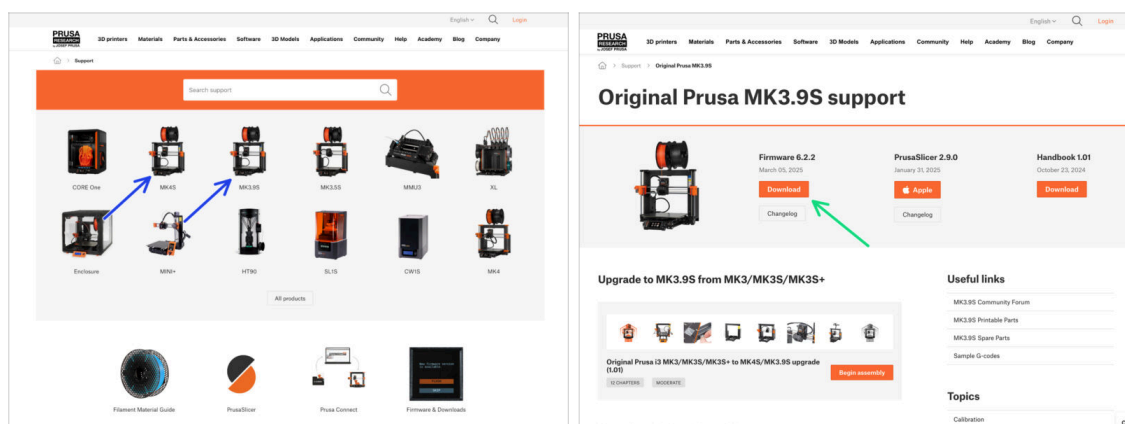 English
Login
PRUSA
RESEARCH
by JOSEF PRUSA
3D printers Materials Parts & Accessories Software 3D Models Applications Community Help Academy Blog Company
Support
Search support
CORE One MK4S MK3.9S MK3.5S MMU3 XL
Enclosure MINI+ HT90 SL1S CW1S MK4
All products
Filament Material Guide PrusaSlicer Prusa Connect Firmware & Downloads
English
Login
PRUSA
RESEARCH
by JOSEF PRUSA
3D printers Materials Parts & Accessories Software 3D Models Applications Community Help Academy Blog Company
Support Original Prusa MK3.9S
Original Prusa MK3.9S support
Firmware 6.2.2 PrusaSlicer 2.9.0 Handbook 1.01
March 05, 2025 January 31, 2025 October 23, 2024
Download Apple Download
Changelog Changelog
Upgrade to MK3.9S from MK3/MK3S/MK3S+
Original Prusa i3 MK3/MK3S/MK3S+ to MK4S/MK3.9S upgrade
(1.01)
12 CHAPTERS MODERATE
Begin assembly
Useful links
MK3.9S Community Forum
MK3.9S Printable Parts
MK3.9S Spare Parts
Sample G-codes
Topics
Calibration